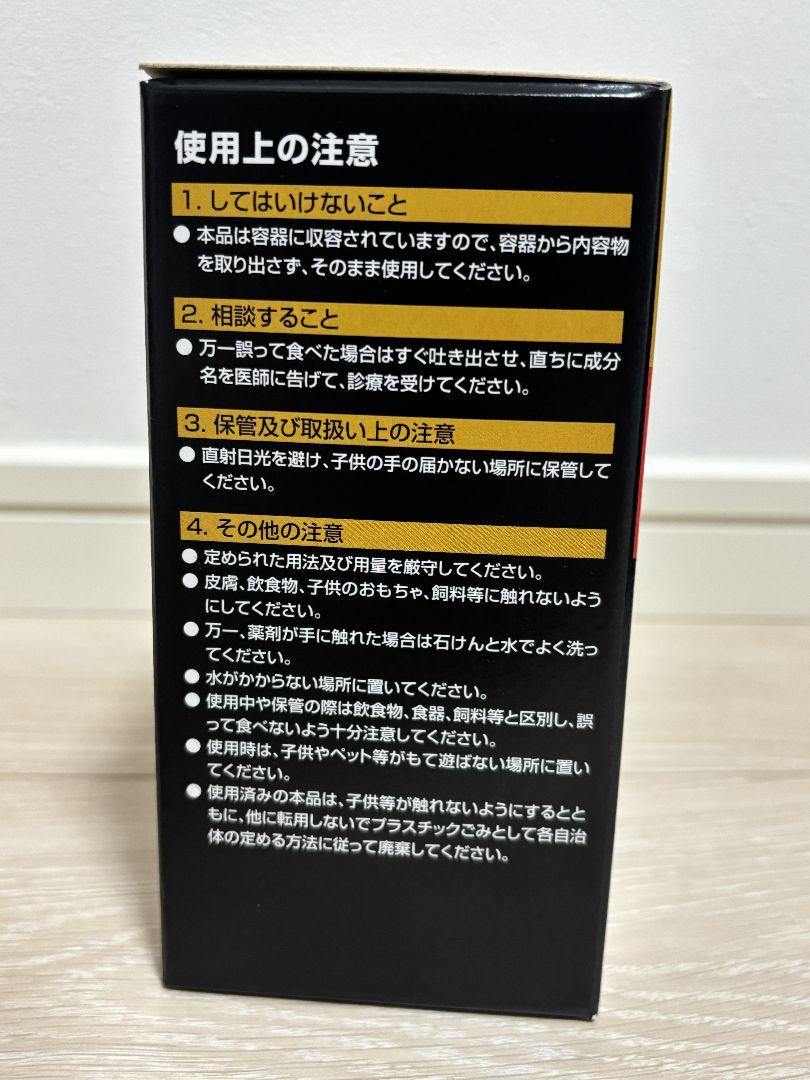 使用上の注意
1. してはいけないこと
● 本品は容器に収容されていますので、容器から内容物
を取り出さず、そのまま使用してください。
2. 相談すること
● 万一誤って食べた場合はすぐ吐き出させ、直ちに成分
名を医師に告げて、診療を受けてください。
3. 保管及び取扱い上の注意
● 直射日光を避け、子供の手の届かない場所に保管して
ください。
4. その他の注意
● 定められた用法及び用量を厳守してください。
● 皮膚、飲食物、子供のおもちゃ、飼料等に触れないよう
にしてください。
● 万一、薬剤が手に触れた場合は石けんと水でよく洗っ
てください。
● 水がかからない場所に置いてください。
● 使用中や保管の際は飲食物、食器、飼料等と区別し、誤
って食べないよう十分注意してください。
● 使用時は、子供やペット等がもて遊ばない場所に置い
てください。
● 使用済みの本品は、子供等が触れないようにするとと
もに、他に転用しないでプラスチックごみとして各自治
体の定める方法に従って廃棄してください。